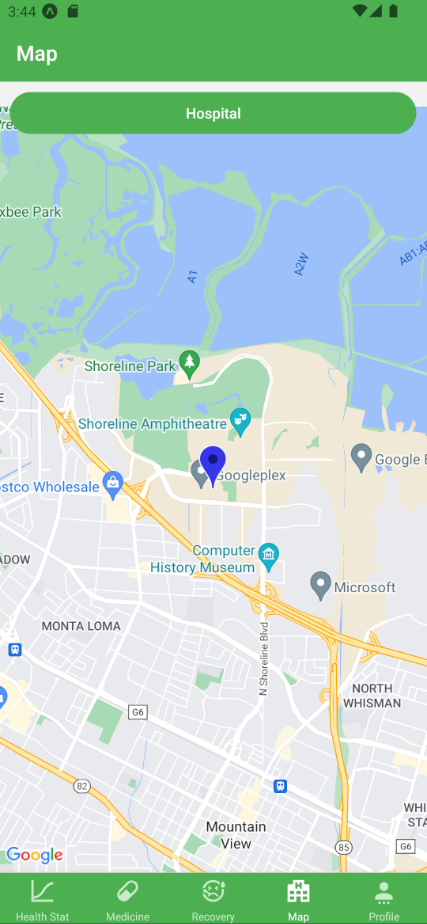 3:44
Map
Hospital
xbee Park
A1
A2W
Shoreline Park
Shoreline Amphitheatre
Googleplex
Google
ostco Wholesale
Computer
History Museum
Microsoft
ADOW
MONTA LOMA
N Shoreline Blvd
NORTH
WHISMAN
G6
82
Mountain
View
WHI
STA
85
G6
Google
Health Stat
Medicine
Recovery
Map
Profile